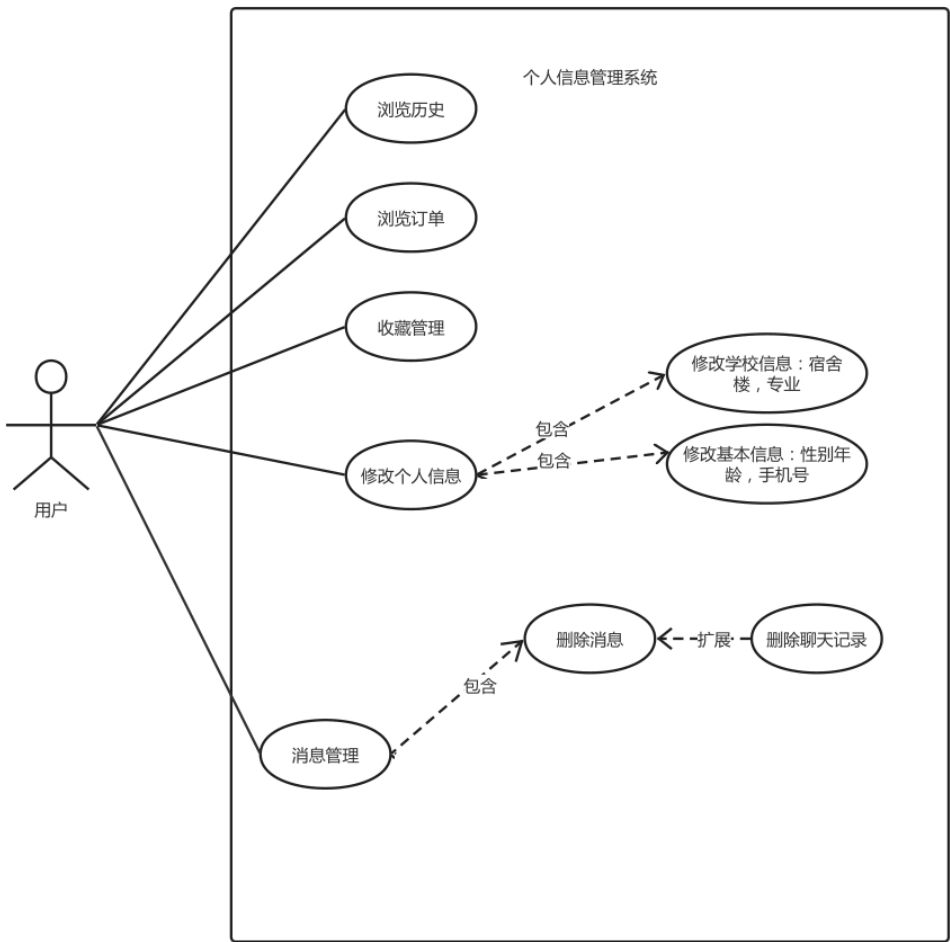 个人信息管理系统
浏览历史
浏览订单
收藏管理
修改学校信息：宿舍
楼，专业
包含
包含
修改基本信息：性别年
龄，手机号
修改个人信息
用户
删除消息
扩展
删除聊天记录
包含
消息管理